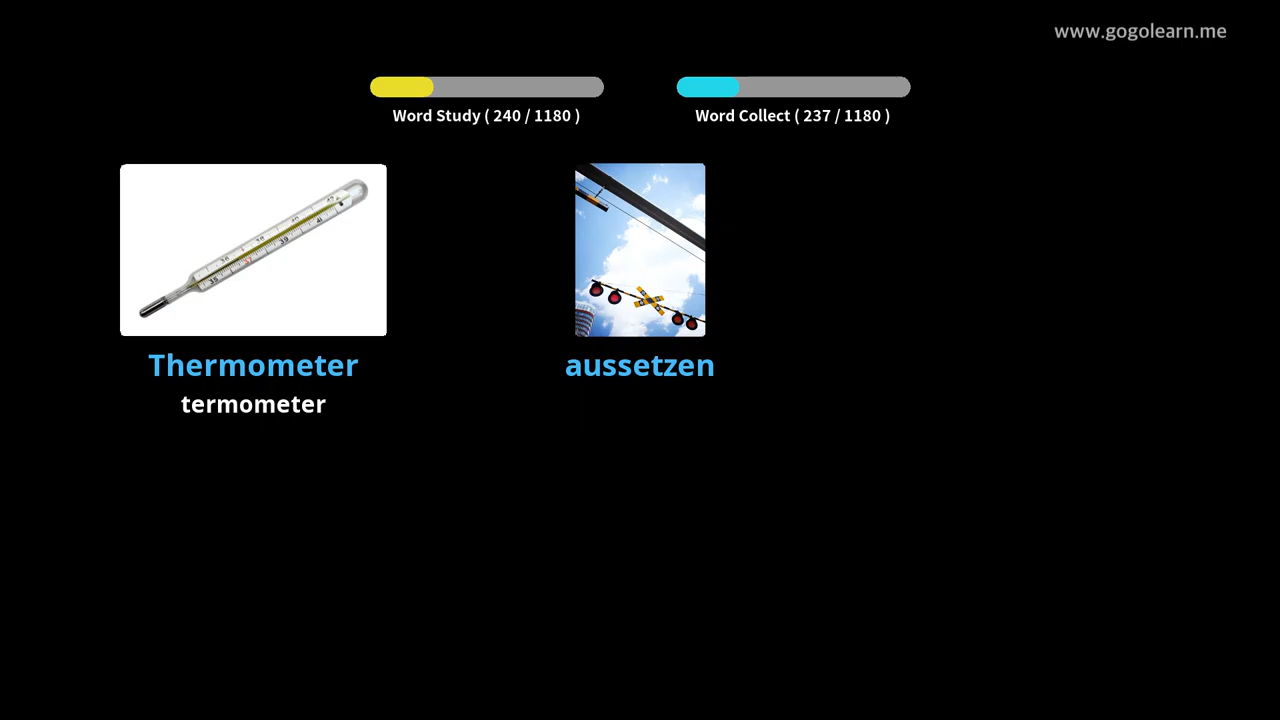 www.gogolearn.me
Word Study ( 240 / 1180 )
Word Collect ( 237 / 1180 )
Thermometer
termometer
aussetzen